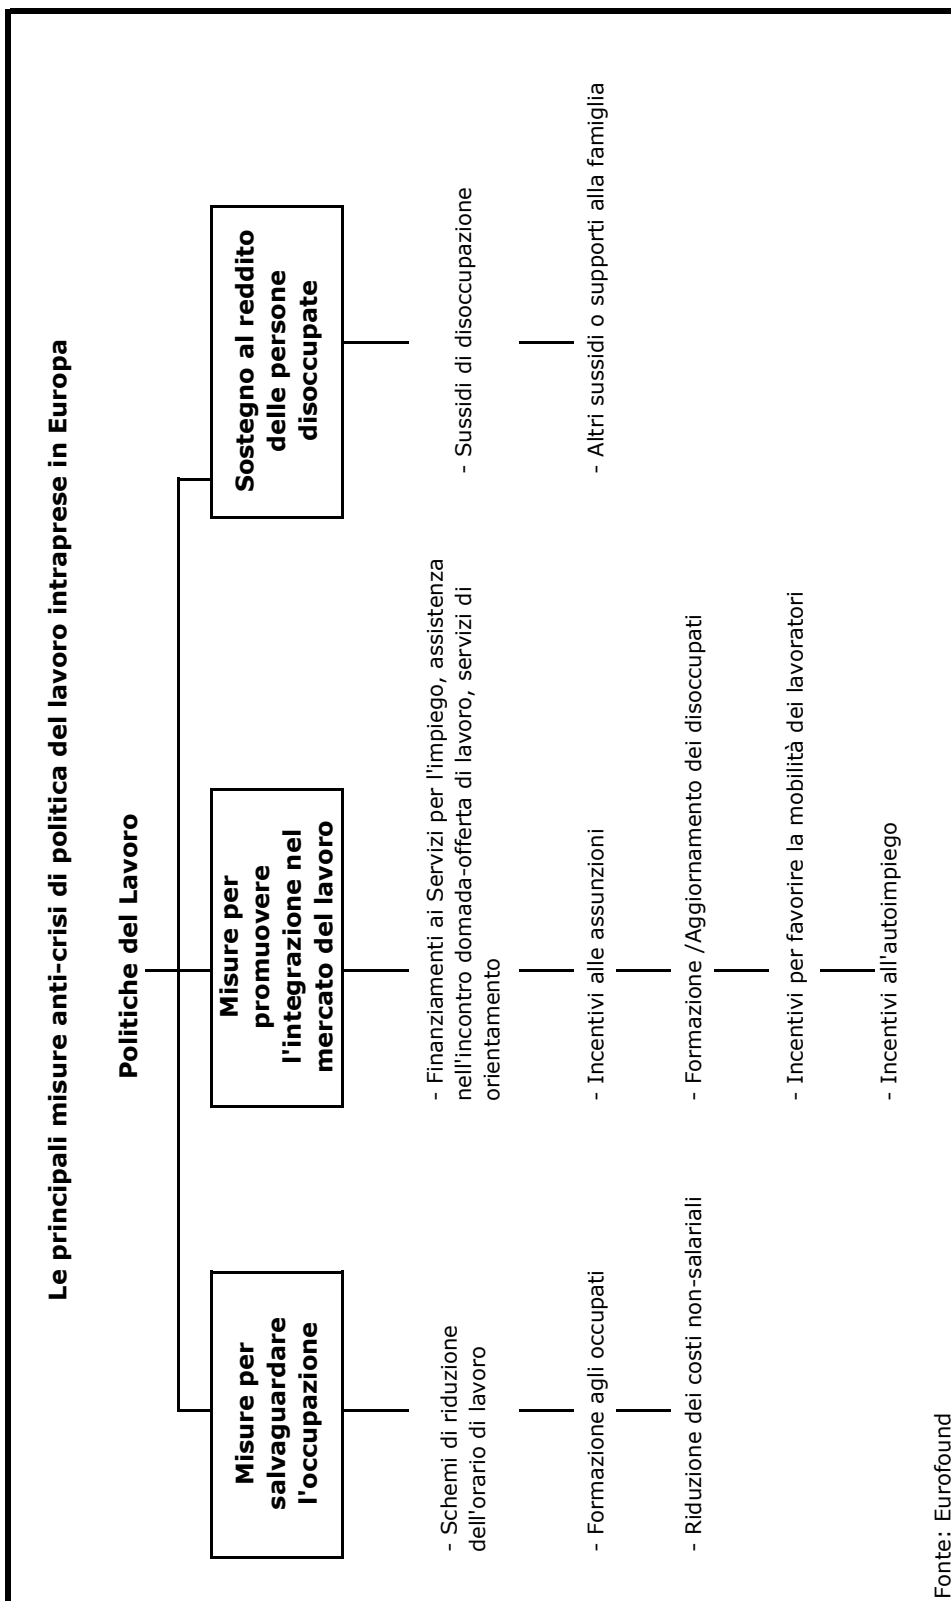 Le principali misure anti-crisi di politica del lavoro intraprese in Europa
Politiche del Lavoro
Misure per
salvaguardare
l'occupazione
- Schemi di riduzione
dell'orario di lavoro
- Formazione agli occupati
- Riduzione dei costi non-salariali
Misure per
promuovere
l'integrazione nel
mercato del lavoro
- Finanziamenti ai Servizi per l'impiego, assistenza
nell'incontro domada-offerta di lavoro, servizi di
orientamento
- Incentivi alle assunzioni
- Formazione /Aggiornamento dei disoccupati
- Incentivi per favorire la mobilità dei lavoratori
- Incentivi all'autoimpiego
Sostegno al reddito
delle persone
disoccupate
- Sussidi di disoccupazione
- Altri sussidi o supporti alla famiglia
Fonte: Eurofound